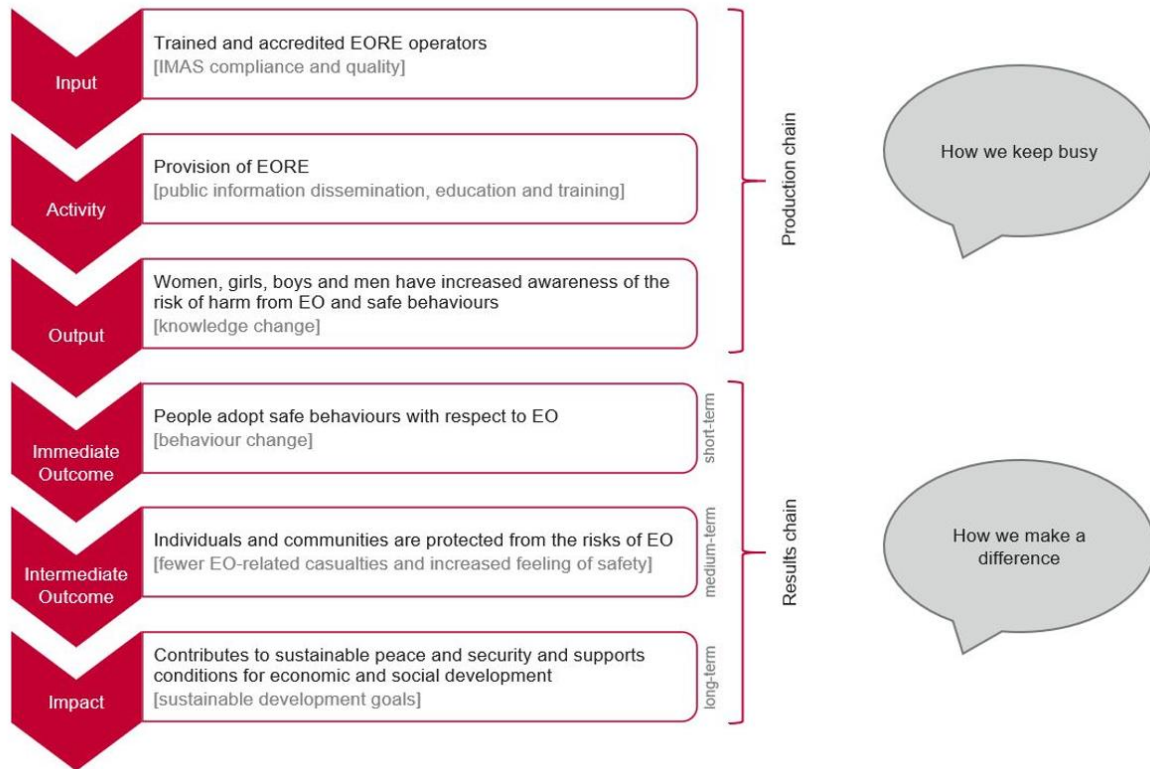 Input
Trained and accredited EORE operators
[IMAS compliance and quality]
Activity
Provision of EORE
[public information dissemination, education and training]
Output
Women, girls, boys and men have increased awareness of the
risk of harm from EO and safe behaviours
[knowledge change]
Production chain
How we keep busy
Immediate
Outcome
People adopt safe behaviours with respect to EO
[behaviour change]
short-term
Intermediate
Outcome
Individuals and communities are protected from the risks of EO
[fewer EO-related casualties and increased feeling of safety]
medium-term
Impact
Contributes to sustainable peace and security and supports
conditions for economic and social development
[sustainable development goals]
long-term
Results chain
How we make a
difference